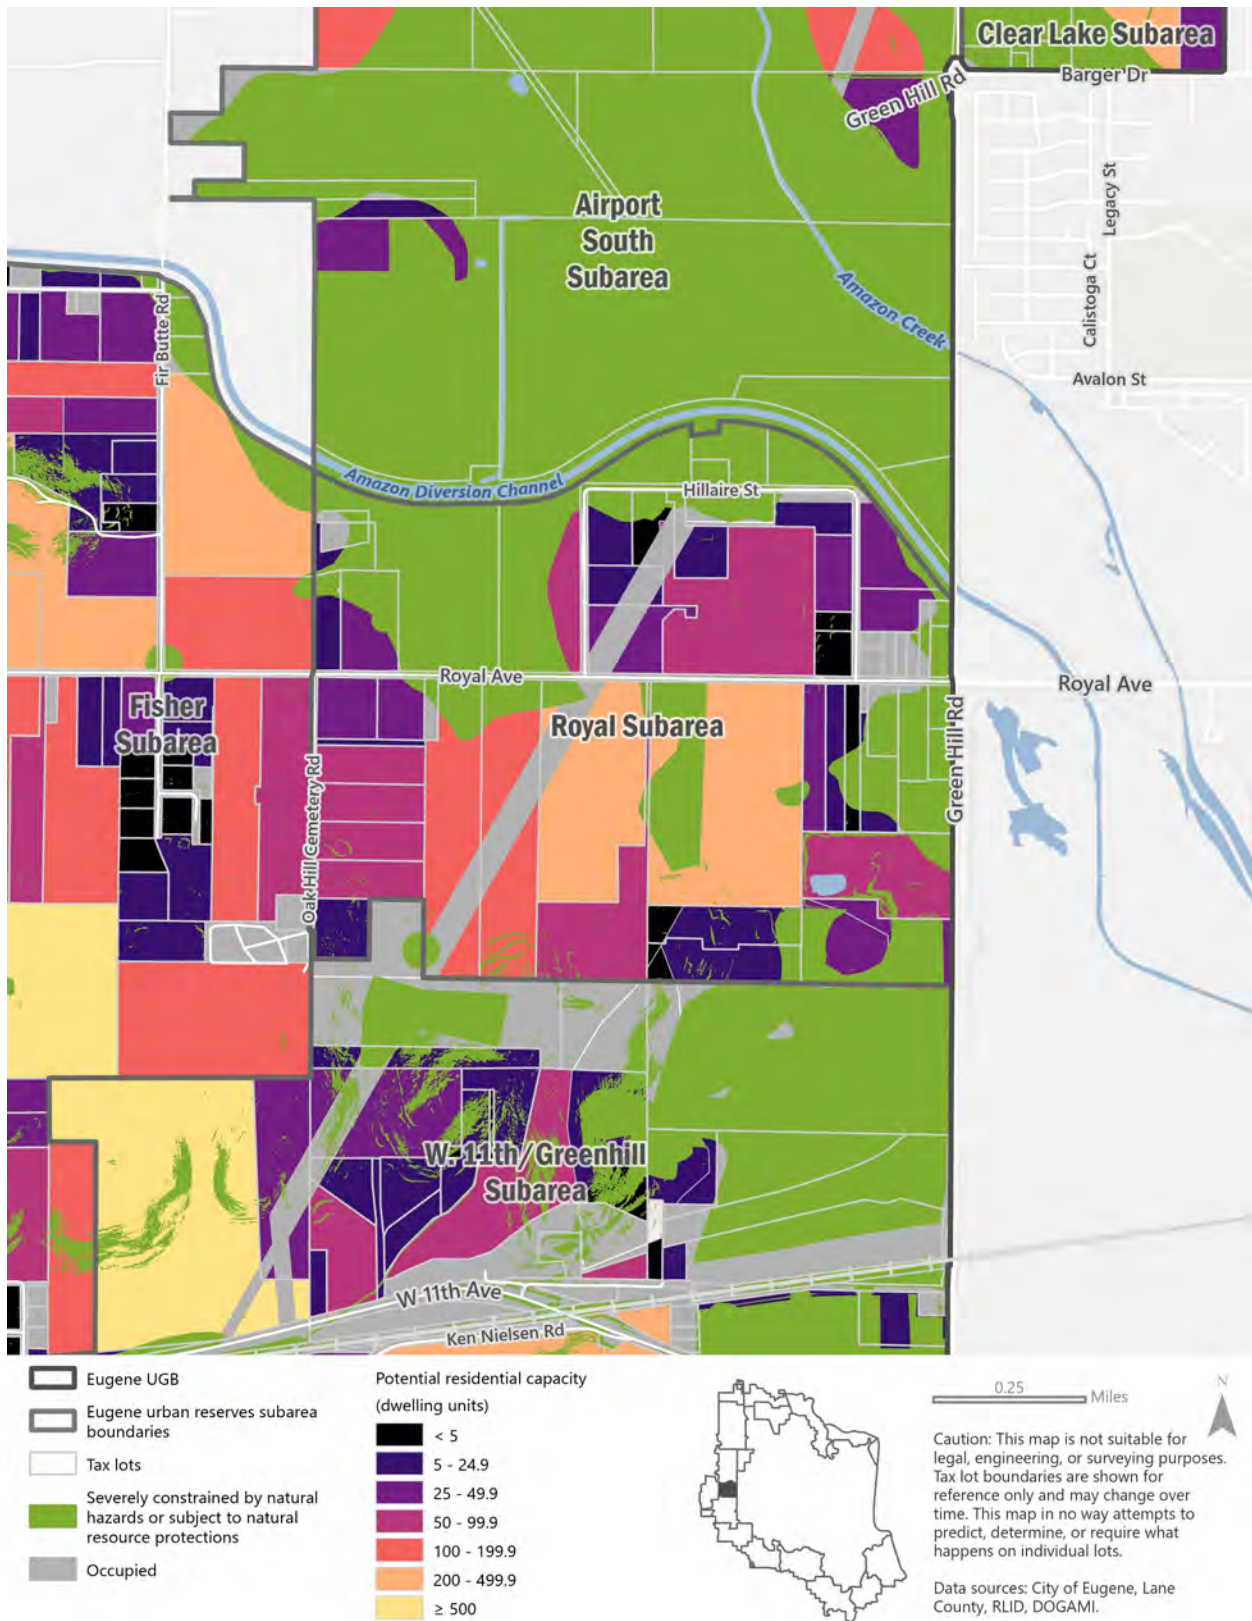 Clear Lake Subarea
Barger Dr
Green Hill Rd
Legacy St
Airport
South
Subarea
Calistoga Ct
Amazon Creek
Fir Butte Rd
Avalon St
Amazon Diversion Channel
Hillaire St
Royal Ave
Royal Ave
Fisher
Subarea
Royal Subarea
Oak Hill Cemetery Rd
Green Hill Rd
W. 11th/Greenhill
Subarea
W 11th Ave
Ken Nielsen Rd
Eugene UGB
Eugene urban reserves subarea
boundaries
Tax lots
Severely constrained by natural
hazards or subject to natural
resource protections
Occupied
Potential residential capacity
(dwelling units)
< 5
5 - 24.9
25 - 49.9
50 - 99.9
100 - 199.9
200 - 499.9
≥ 500
0.25
Miles
N
Caution: This map is not suitable for
legal, engineering, or surveying purposes.
Tax lot boundaries are shown for
reference only and may change over
time. This map in no way attempts to
predict, determine, or require what
happens on individual lots.
Data sources: City of Eugene, Lane
County, RLID, DOGAMI.